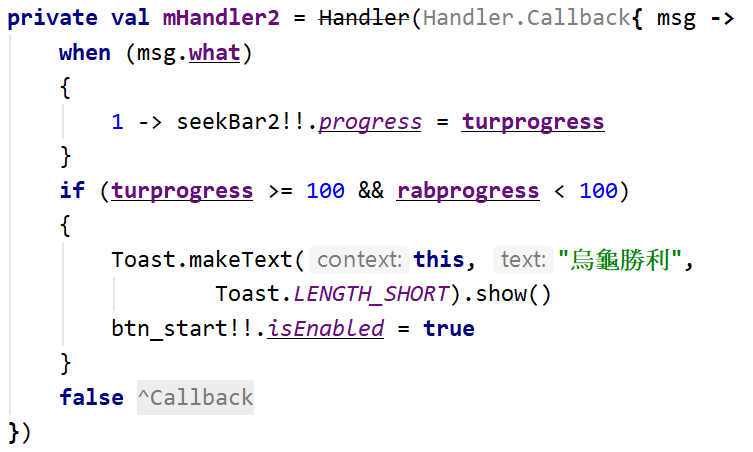 private val mHandler2 = Handler(Handler.Callback{ msg ->
    when (msg.what)
    {
        1 -> seekBar2!!.progress = turprogress
    }
    if (turprogress >= 100 && rabprogress < 100)
    {
        Toast.makeText( context: this, text: "烏龜勝利",
                Toast.LENGTH_SHORT).show()
        btn_start!!.isEnabled = true
    }
    false ^Callback
})